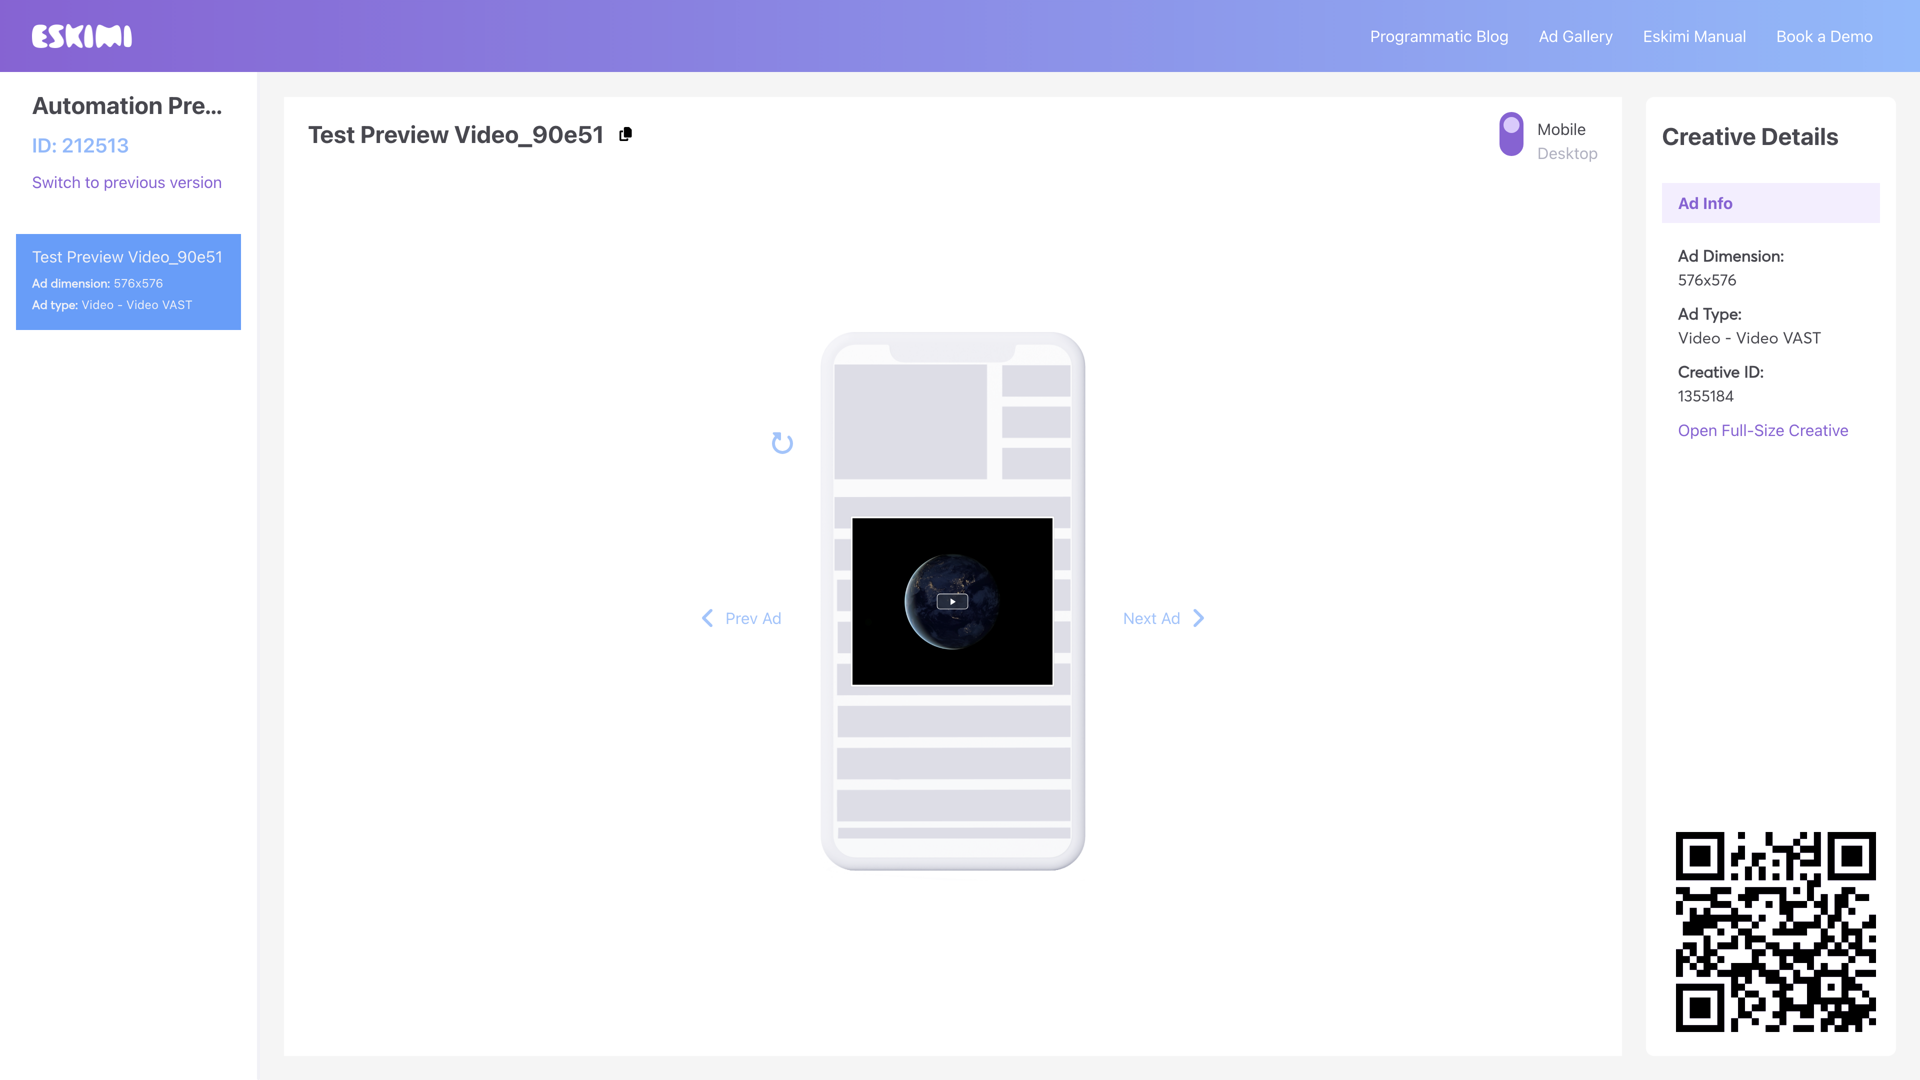 ESKIMI
Programmatic Blog
Ad Gallery
Eskimi Manual
Book a Demo
Automation Pre...
ID: 212513
Switch to previous version
Test Preview Video_90e51
Ad dimension: 576x576
Ad type: Video - Video VAST
Test Preview Video_90e51
Mobile
Desktop
Prev Ad
Next Ad
Creative Details
Ad Info
Ad Dimension:
576x576
Ad Type:
Video - Video VAST
Creative ID:
1355184
Open Full-Size Creative